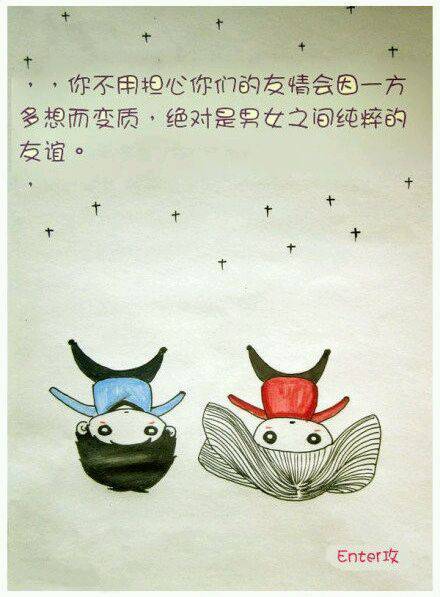 ，，你不用担心你们的友情会因一方
多想而变质，绝对是男女之间纯粹的
友谊。
，
Enter攻